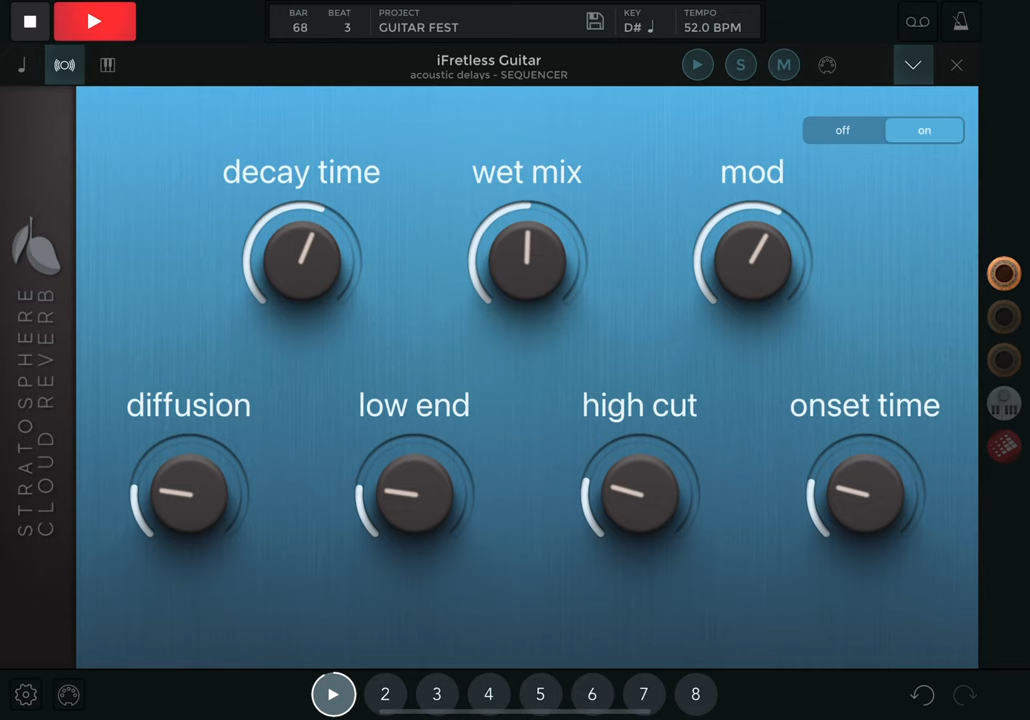 BAR
68
BEAT
3
PROJECT
GUITAR FEST
KEY
D# ♩
TEMPO
52.0 BPM
iFretless Guitar
acoustic delays - SEQUENCER
S
M
off
on
decay time
wet mix
mod
STRATOSPHERE
CLOUD REVERB
diffusion
low end
high cut
onset time
2
3
4
5
6
7
8